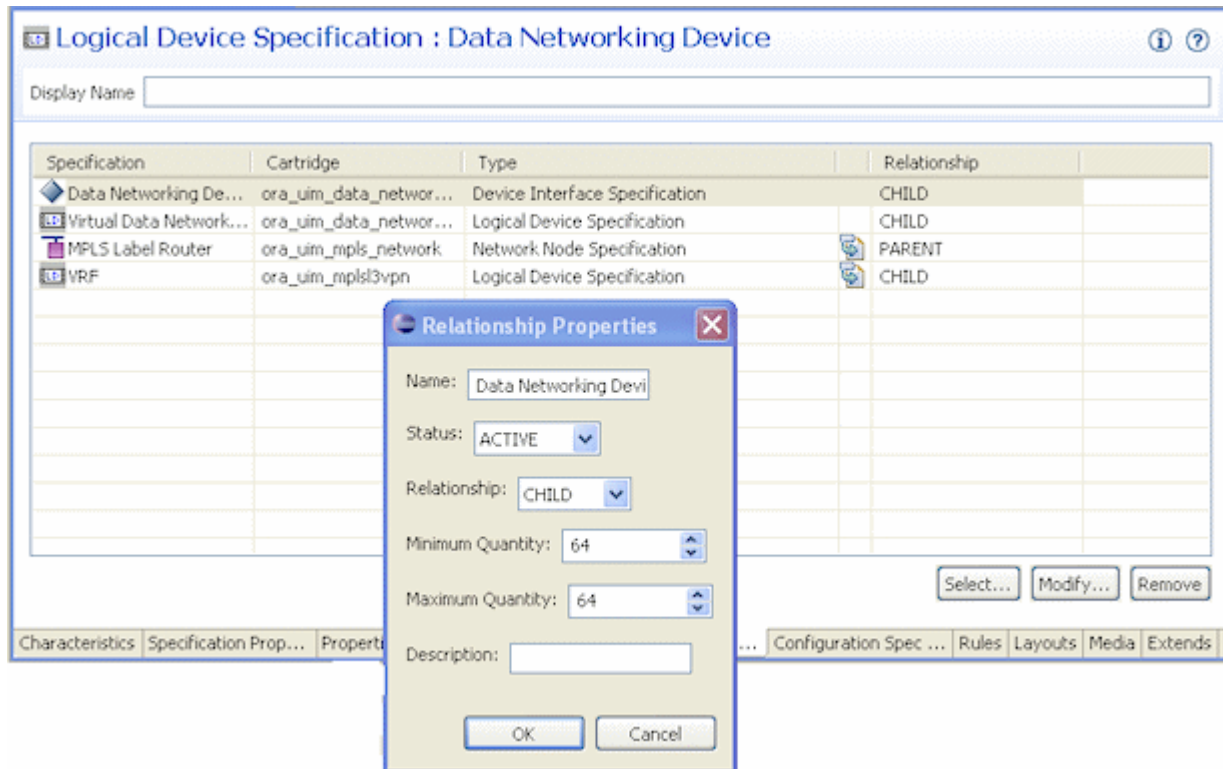 Logical Device Specification : Data Networking Device
Display Name
Specification Cartridge Type Relationship
Data Networking De... ora_uim_data_networ... Device Interface Specification CHILD
Virtual Data Network... ora_uim_data_networ... Logical Device Specification CHILD
MPLS Label Router ora_uim_mpls_network Network Node Specification PARENT
VRF ora_uim_mplsl3vpn Logical Device Specification CHILD
Relationship Properties
Name: Data Networking Devi
Status: ACTIVE
Relationship: CHILD
Minimum Quantity: 64
Maximum Quantity: 64
Description:
OK Cancel
Select... Modify... Remove
Characteristics Specification Prop... Properti ... Configuration Spec ... Rules Layouts Media Extends